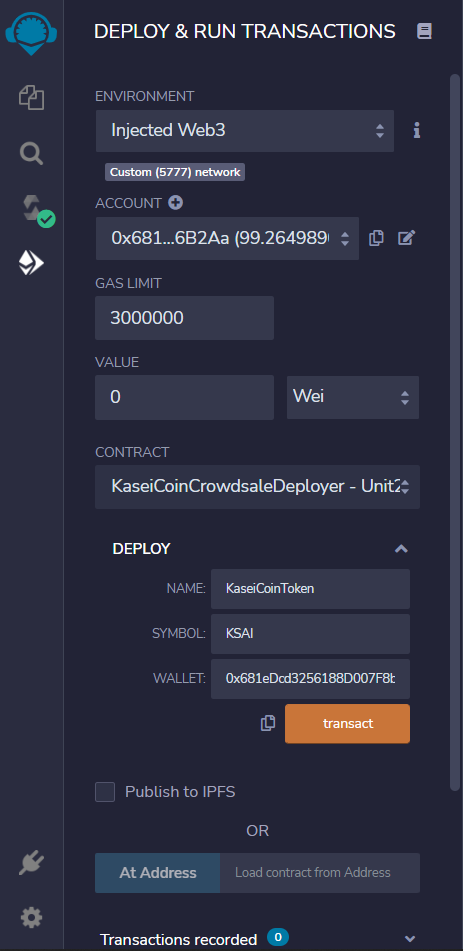 DEPLOY & RUN TRANSACTIONS
ENVIRONMENT
Injected Web3
Custom (5777) network
ACCOUNT
0x681...6B2Aa (99.2649890
GAS LIMIT
3000000
VALUE
0 Wei
CONTRACT
KaseiCoinCrowdsaleDeployer - Unit2
DEPLOY
NAME: KaseiCoinToken
SYMBOL: KSAI
WALLET: 0x681eDcd3256188D007F8b
transact
Publish to IPFS
OR
At Address Load contract from Address
Transactions recorded 0